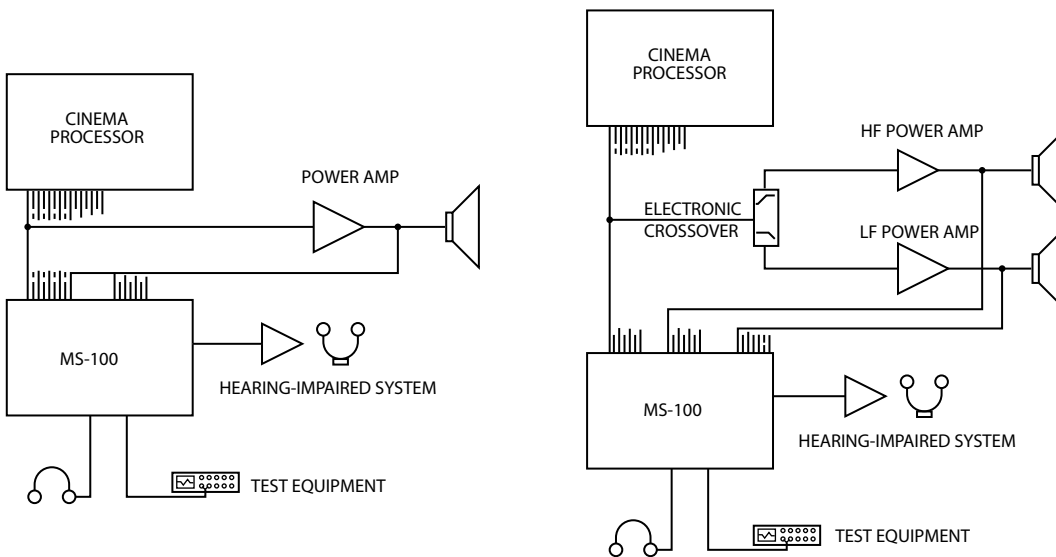 CINEMA
PROCESSOR
POWER AMP
MS-100
HEARING-IMPAIRED SYSTEM
TEST EQUIPMENT
CINEMA
PROCESSOR
HF POWER AMP
ELECTRONIC
CROSSOVER
LF POWER AMP
MS-100
HEARING-IMPAIRED SYSTEM
TEST EQUIPMENT